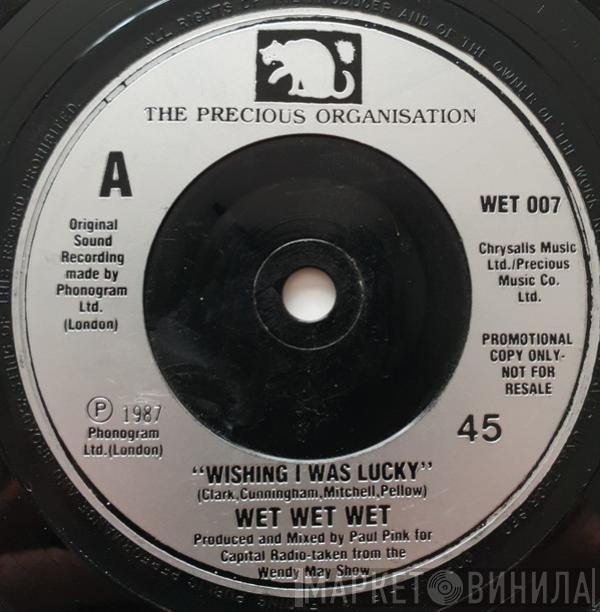 THE PRECIOUS ORGANISATION
A
Original
Sound
Recording
made by
Phonogram
Ltd.
(London)
WET 007
Chrysalis Music
Ltd./Precious
Music Co.
Ltd.
PROMOTIONAL
COPY ONLY-
NOT FOR
RESALE
Ⓟ 1987
Phonogram
Ltd.(London)
45
"WISHING I WAS LUCKY"
(Clark,Cunningham,Mitchell,Pellow)
WET WET WET
Produced and Mixed by Paul Pink for
Capital Radio-taken from the
Wendy May Show
МАРКЕТ ВИНИЛА